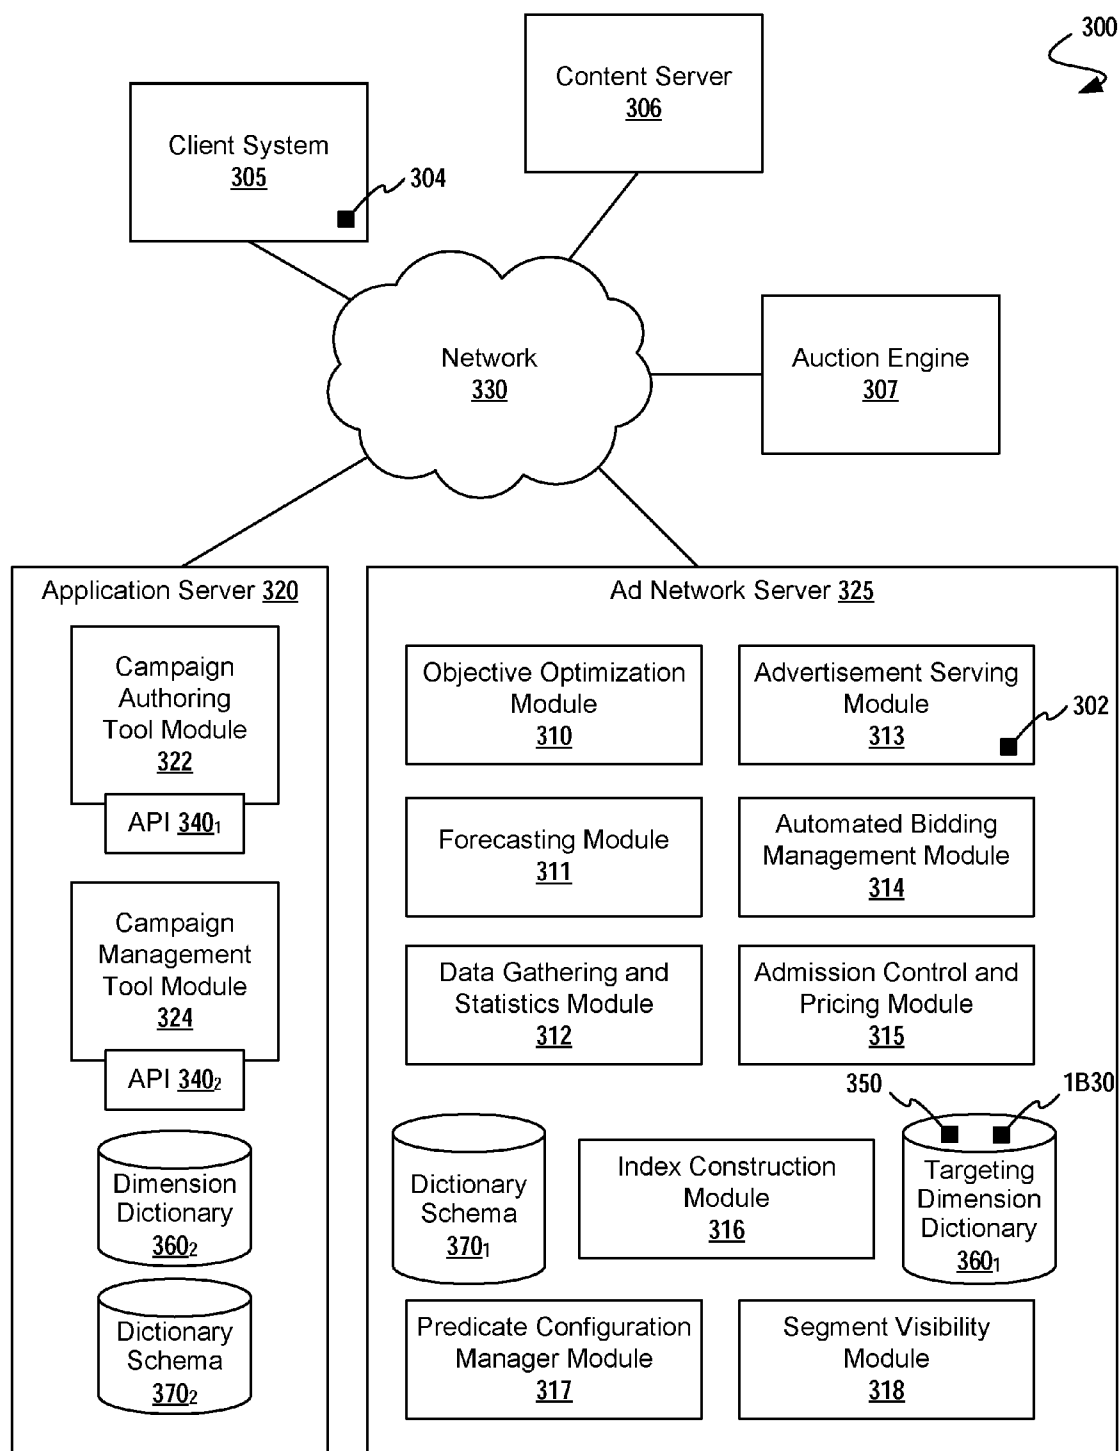 300
Content Server
306
Client System
305
304
Network
330
Auction Engine
307
Application Server 320
Campaign
Authoring
Tool Module
322
API 340₁
Campaign
Management
Tool Module
324
API 340₂
Dimension
Dictionary
360₂
Dictionary
Schema
370₂
Ad Network Server 325
Objective Optimization
Module
310
Advertisement Serving
Module
313
302
Forecasting Module
311
Automated Bidding
Management Module
314
Data Gathering and
Statistics Module
312
Admission Control and
Pricing Module
315
350
1B30
Dictionary
Schema
370₁
Index Construction
Module
316
Targeting
Dimension
Dictionary
360₁
Predicate Configuration
Manager Module
317
Segment Visibility
Module
318